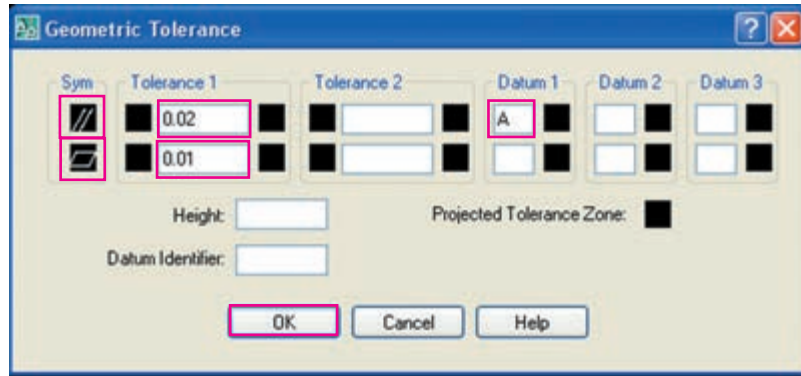 Geometric Tolerance
Sym Tolerance 1 Tolerance 2 Datum 1 Datum 2 Datum 3
0.02 A
0.01
Height: Projected Tolerance Zone:
Datum Identifier:
OK Cancel Help